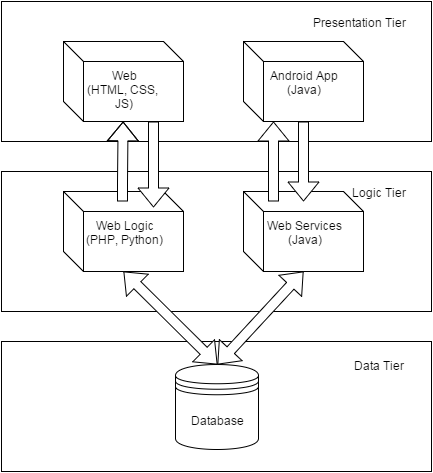 Presentation Tier
Web
(HTML, CSS,
JS)
Android App
(Java)
Logic Tier
Web Logic
(PHP, Python)
Web Services
(Java)
Data Tier
Database